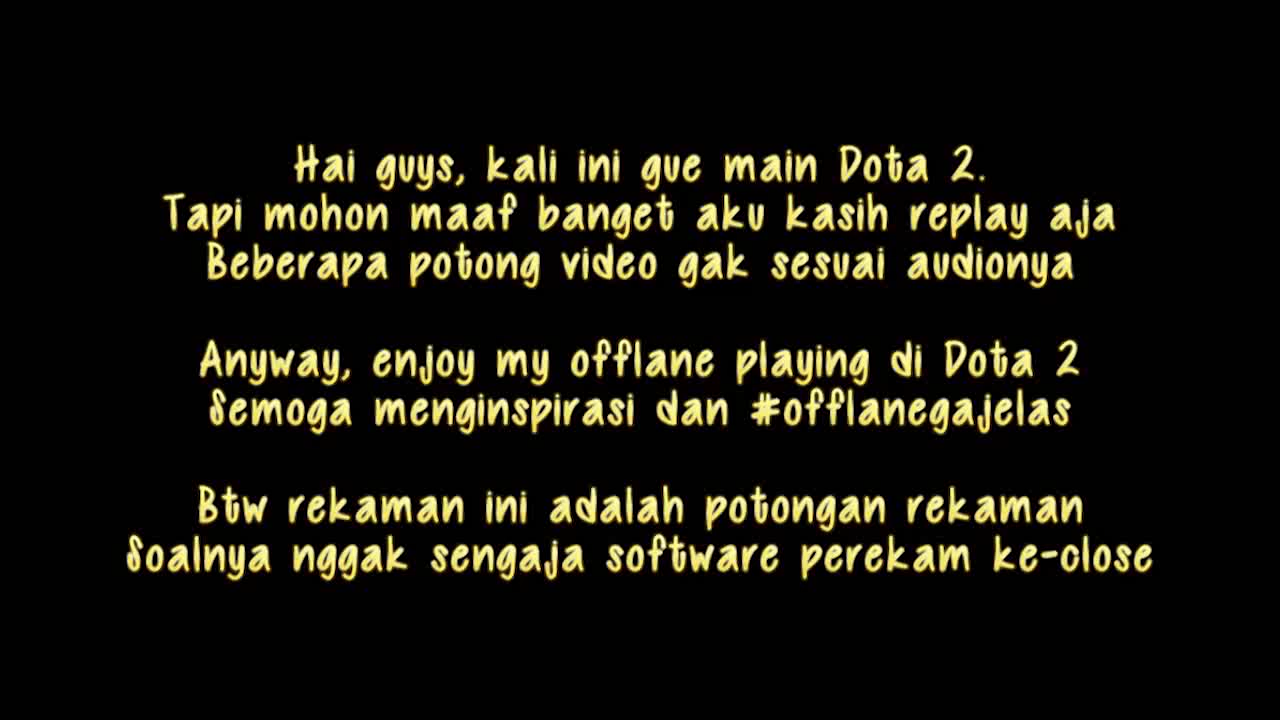 Hai guys, kali ini gue main Dota 2.
Tapi mohon maaf banget aku kasih replay aja
Beberapa potong video gak sesuai audionya
Anyway, enjoy my offlane playing di Dota 2
Semoga menginspirasi dan #offlanegajelas
Btw rekaman ini adalah potongan rekaman
Soalnya nggak sengaja software perekam ke-close